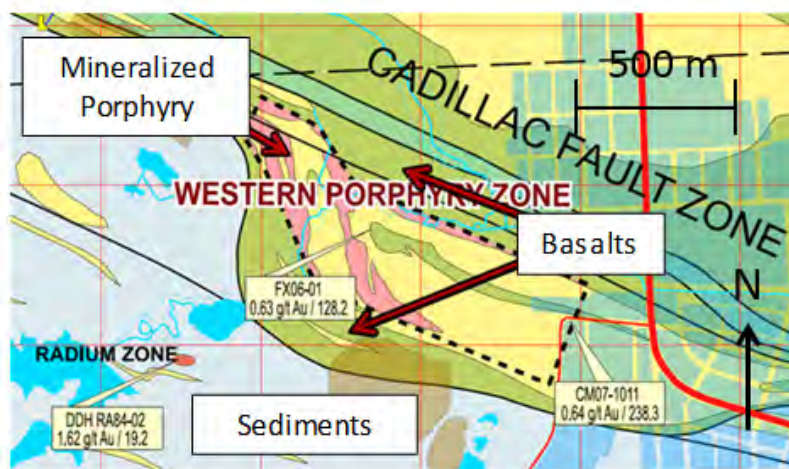 Mineralized
Porphyry
CADILLAC FAULT ZONE
500 m
WESTERN PORPHYRY ZONE
Basalts
N
FX06-01
0.63 g/t Au / 128.2
RADIUM ZONE
DDH RA84-02
1.62 g/t Au / 19.2
Sediments
CM07-1011
0.64 g/t Au / 238.3